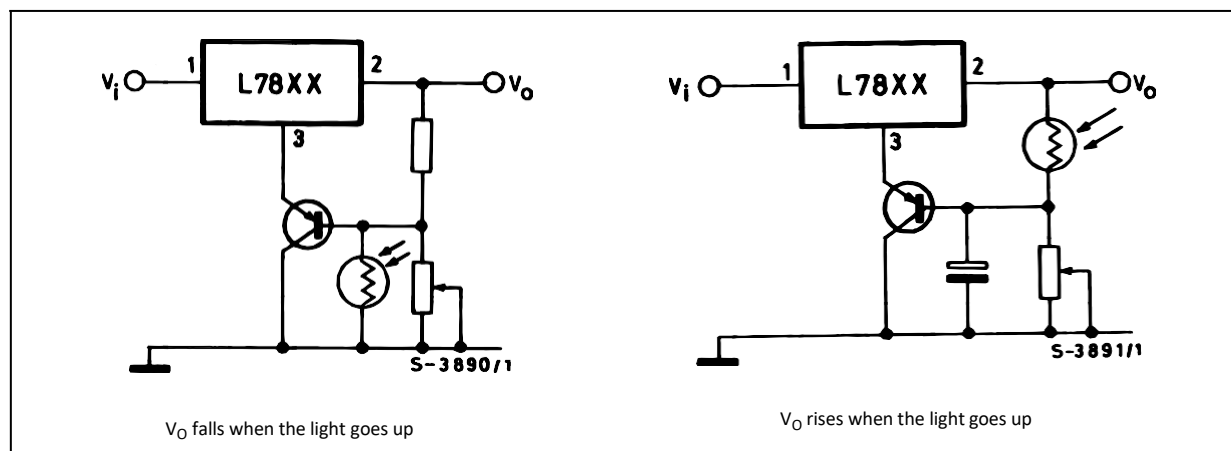 1 L78XX 2
Vi Vo
3
S-3890/1
VO falls when the light goes up
1 L78XX 2
Vi Vo
3
S-3891/1
VO rises when the light goes up